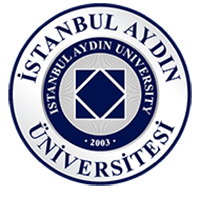 İSTANBUL AYDIN
ÜNİVERSİTESİ
ISTANBUL AYDIN UNIVERSITY
• 2003 •